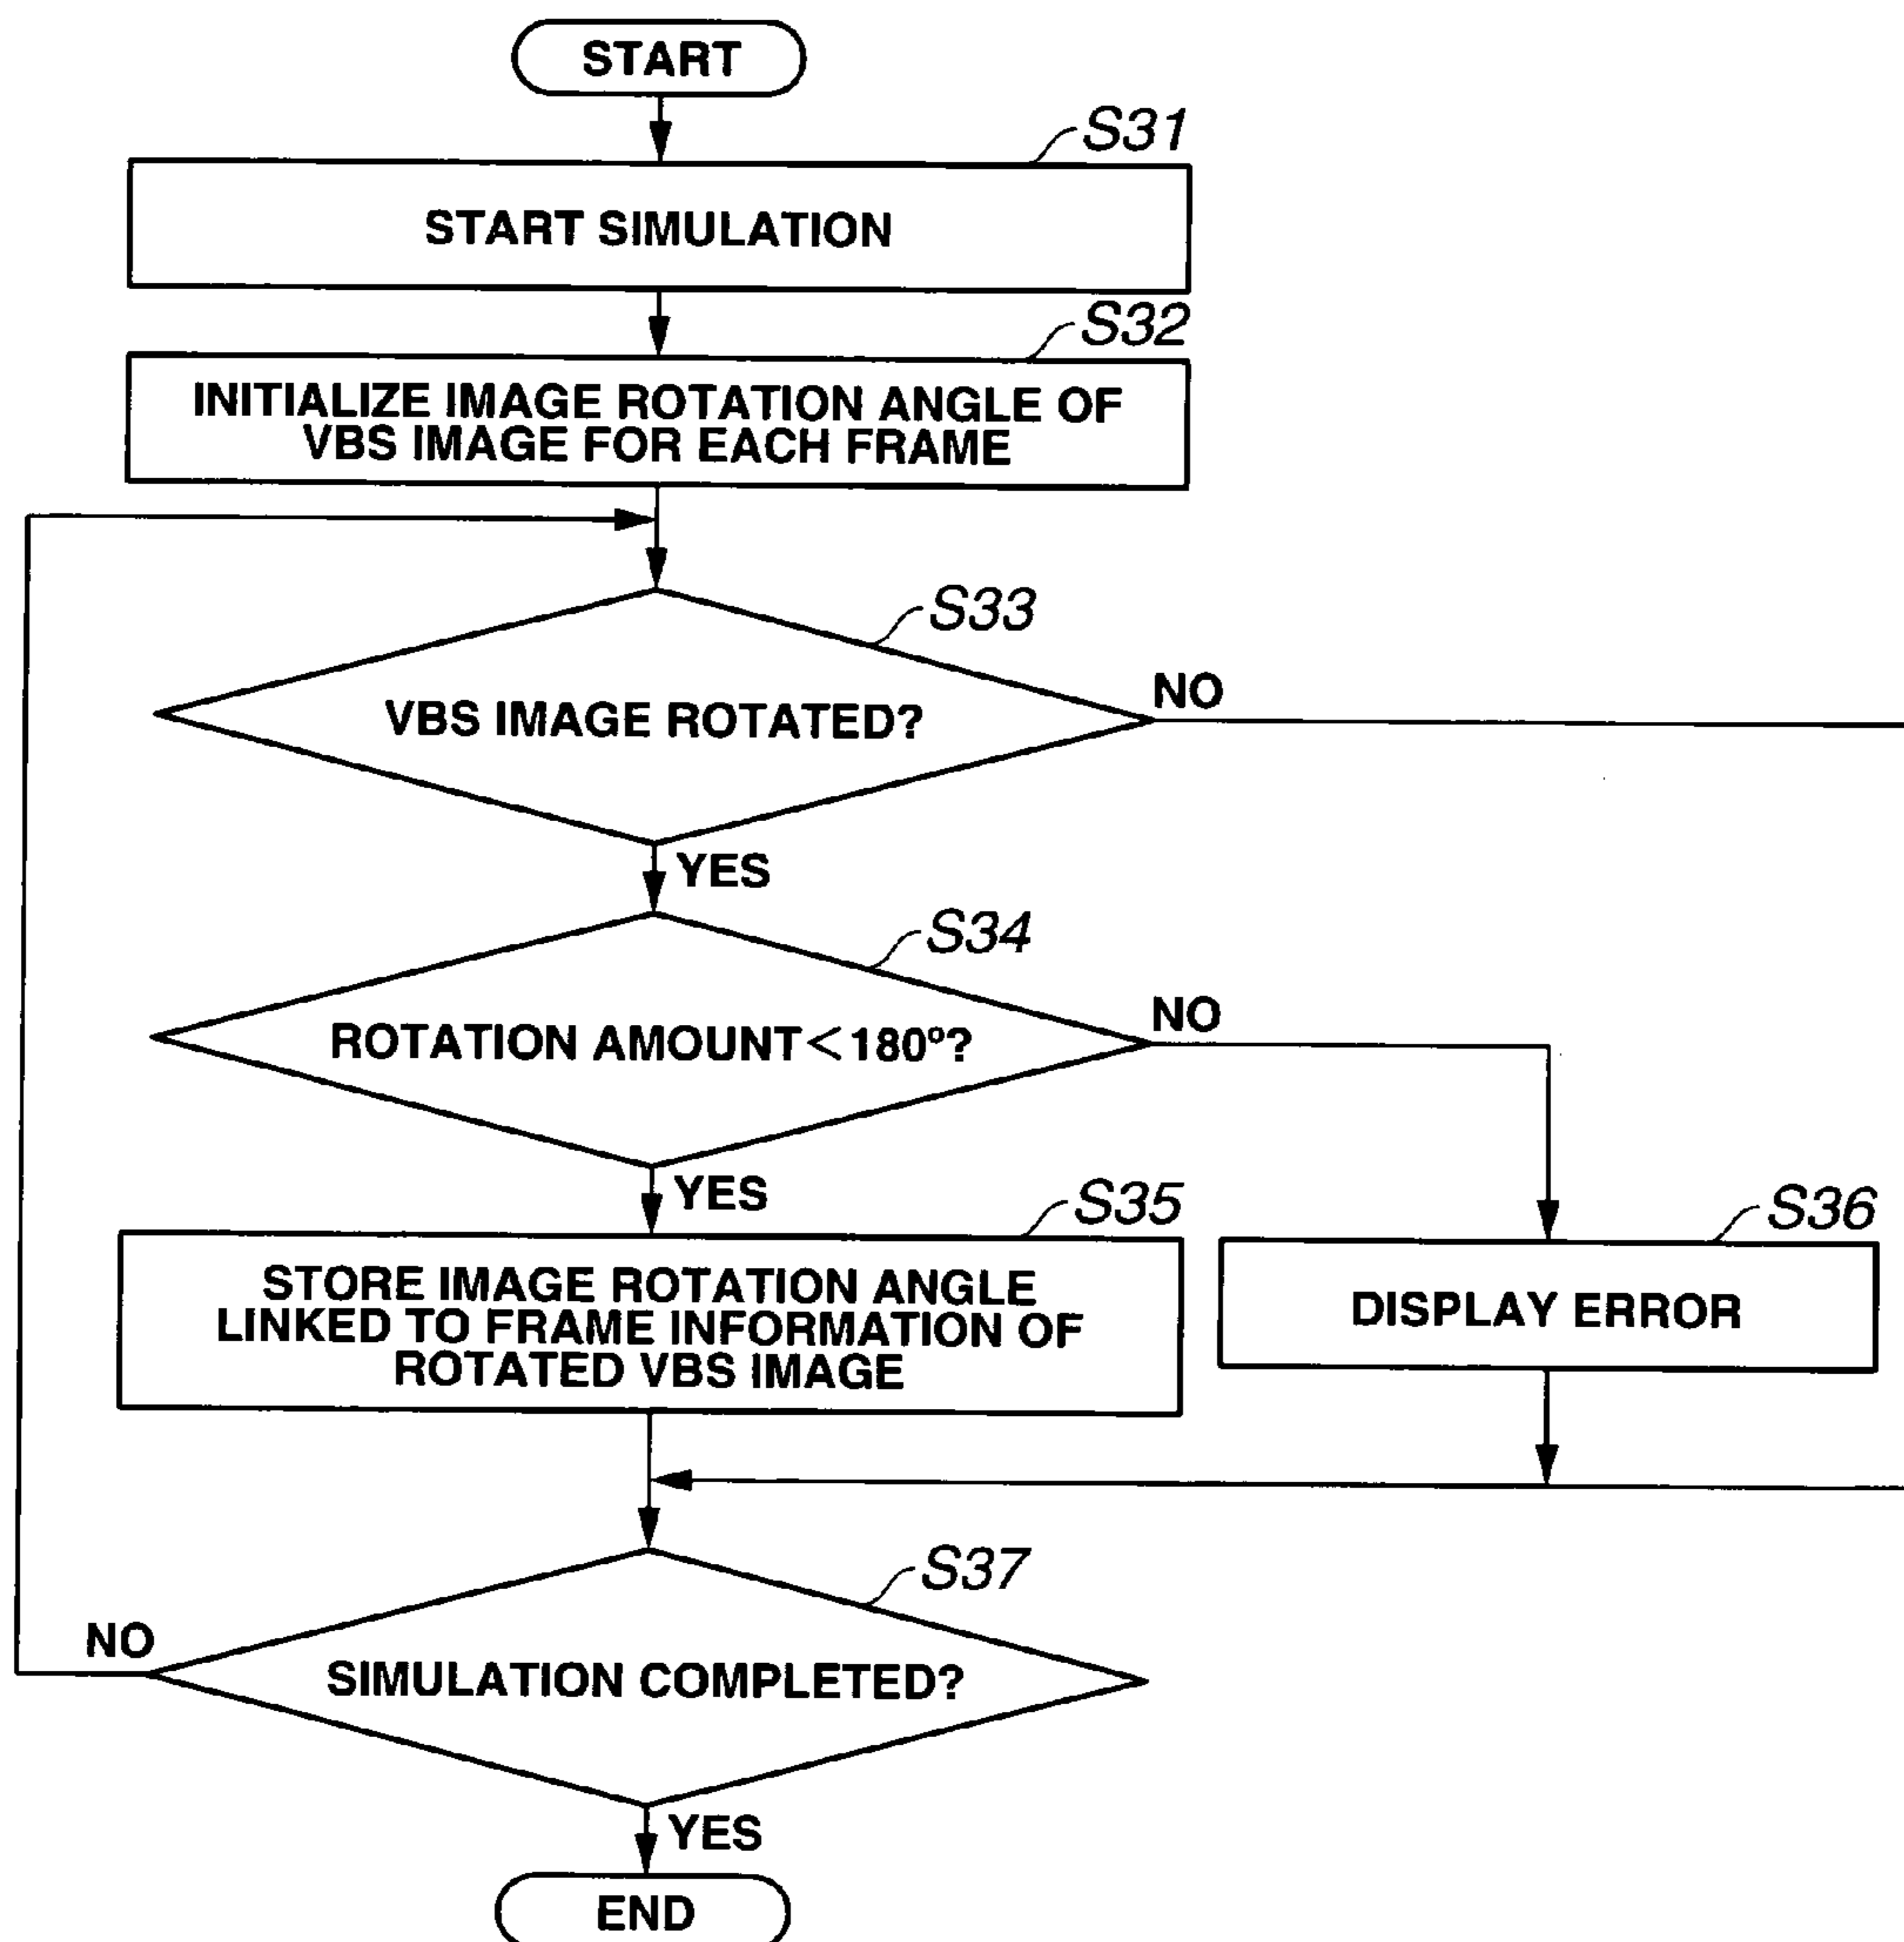 START
S31
START SIMULATION
S32
INITIALIZE IMAGE ROTATION ANGLE OF
VBS IMAGE FOR EACH FRAME
S33
VBS IMAGE ROTATED?
NO
YES
S34
ROTATION AMOUNT<180º?
NO
YES
S35
STORE IMAGE ROTATION ANGLE
LINKED TO FRAME INFORMATION OF
ROTATED VBS IMAGE
S36
DISPLAY ERROR
S37
SIMULATION COMPLETED?
NO
YES
END